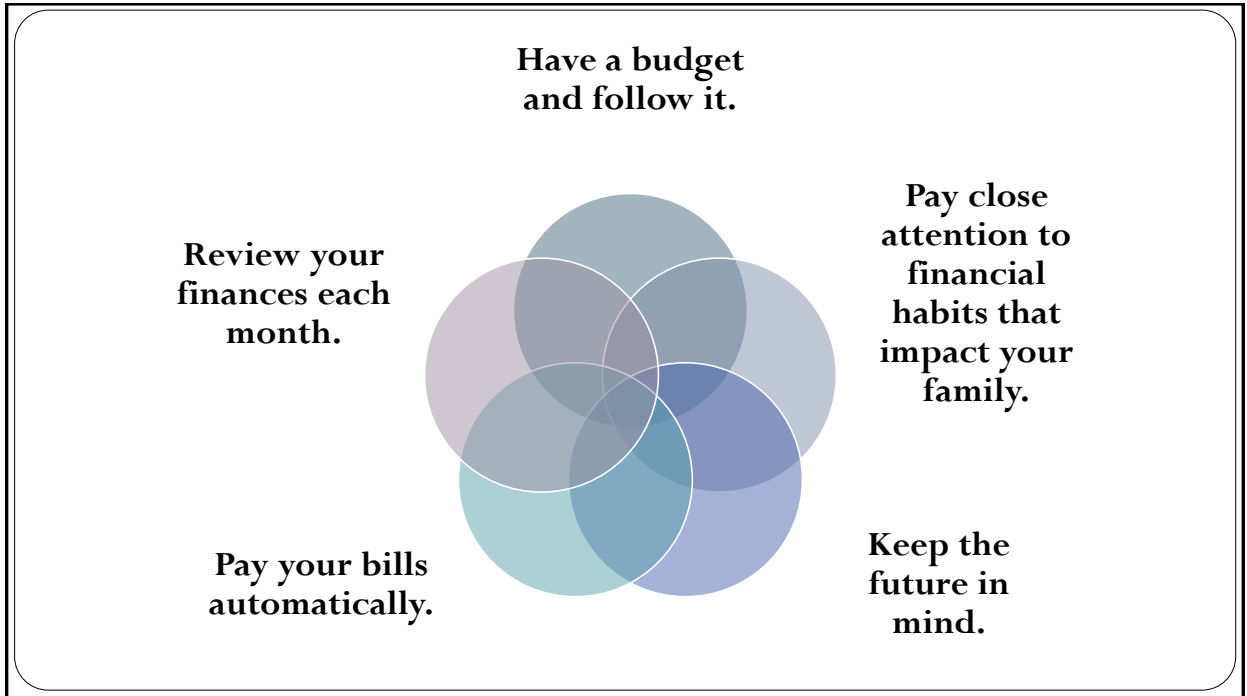 Have a budget
and follow it.
Pay close
attention to
financial
habits that
impact your
family.
Keep the
future in
mind.
Pay your bills
automatically.
Review your
finances each
month.